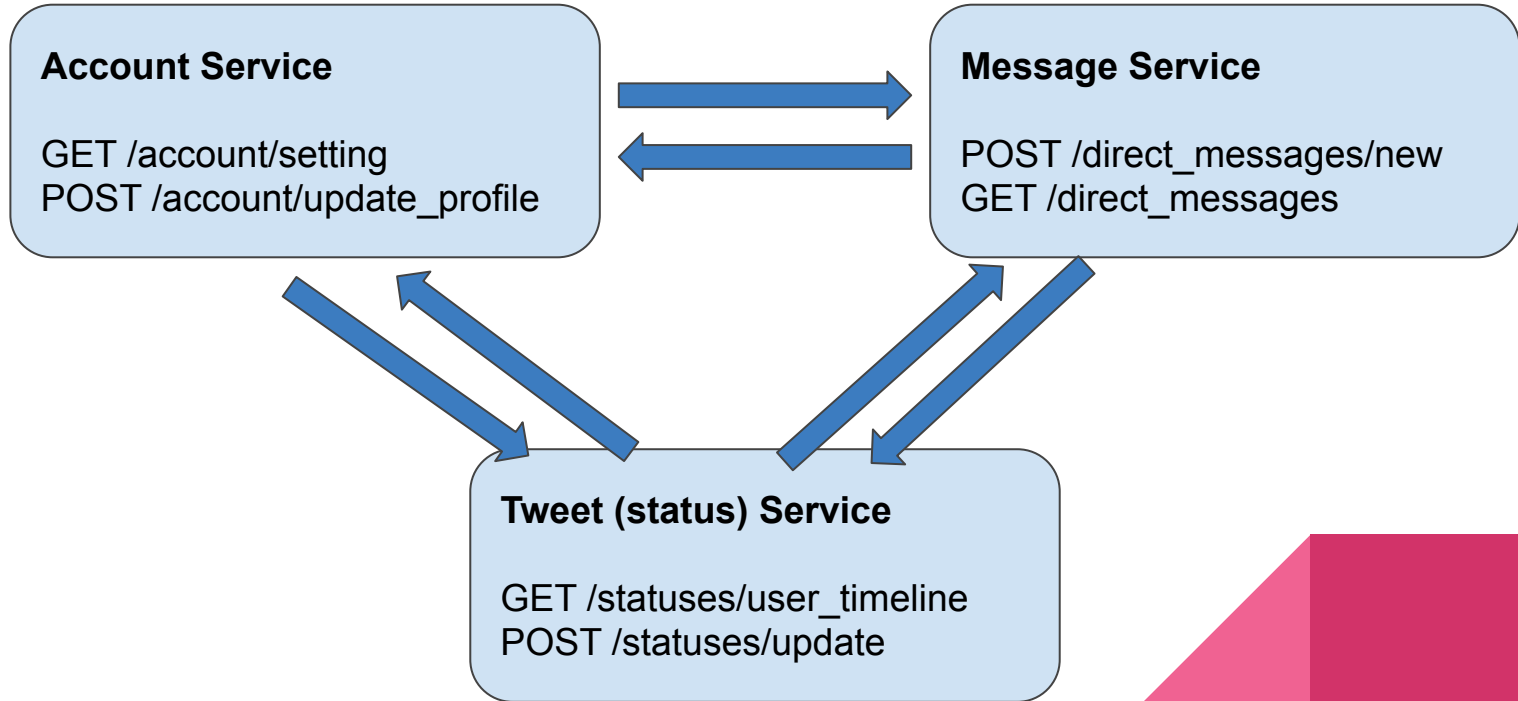 Account Service
GET /account/setting
POST /account/update_profile
Message Service
POST /direct_messages/new
GET /direct_messages
Tweet (status) Service
GET /statuses/user_timeline
POST /statuses/update